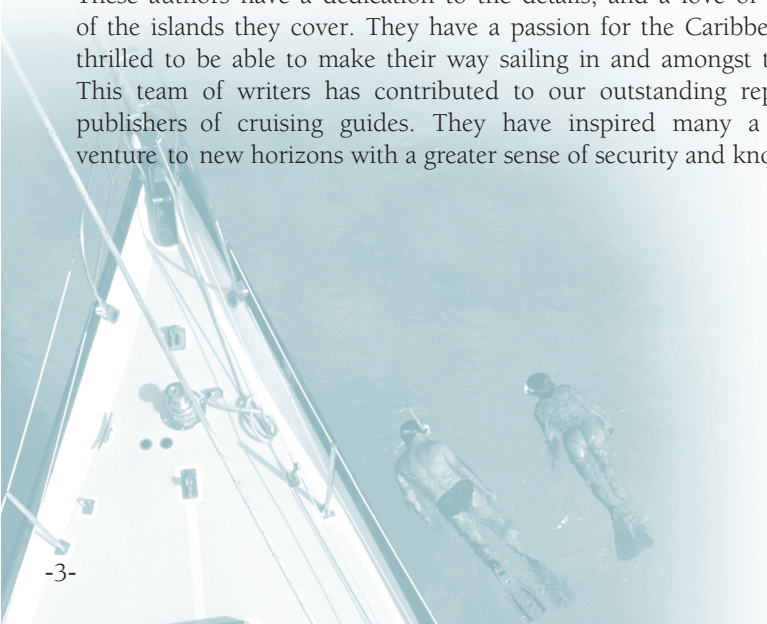 These authors have a dedication to the details, and a love of
of the islands they cover. They have a passion for the Caribbe
thrilled to be able to make their way sailing in and amongst t
This team of writers has contributed to our outstanding rep
publishers of cruising guides. They have inspired many a
venture to new horizons with a greater sense of security and kno
-3-